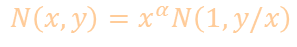 N(x, y) = x^α N(1, y/x)